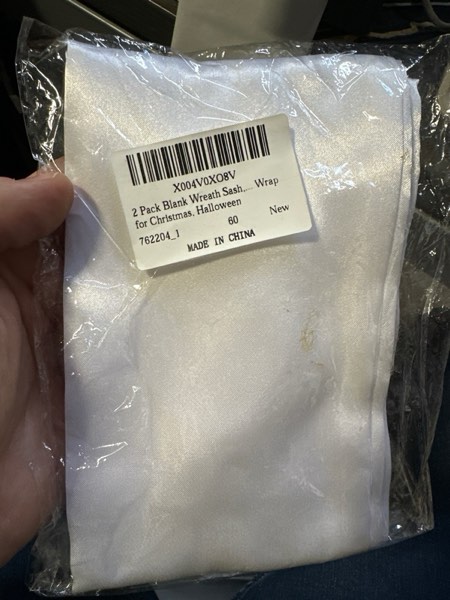 X004V0XO8V
2 Pack Blank Wreath Sash,... Wrap
for Christmas, Halloween
60 New
762204_1
MADE IN CHINA